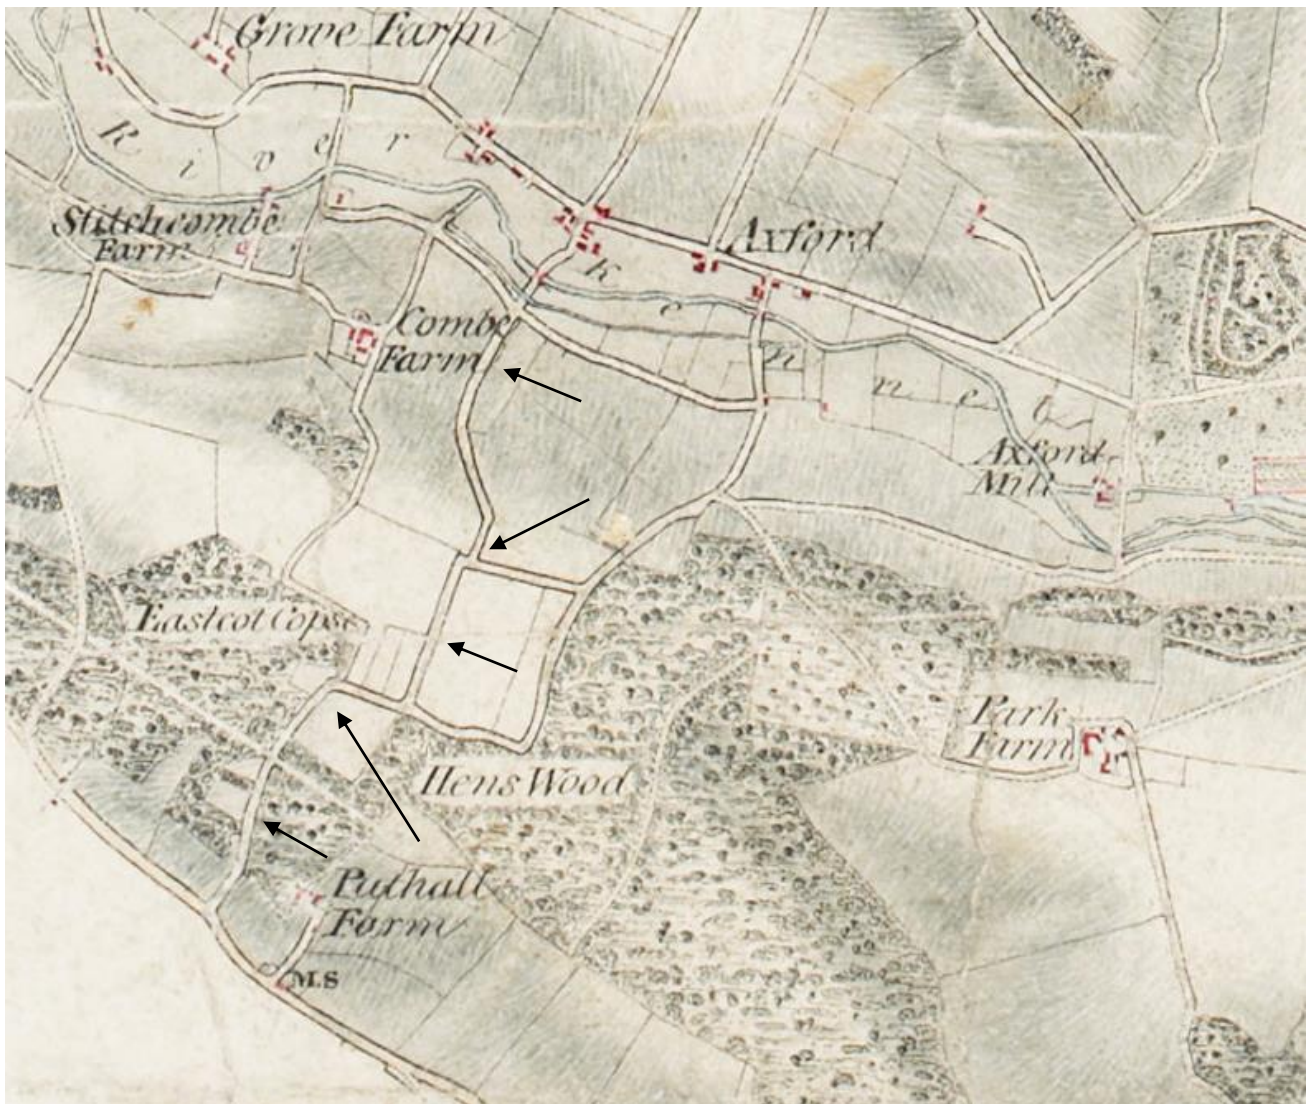 Grove Farm
River
Stitchcombe
Farm
Axford
Kennet
Combe
Farm
Axford
Mill
Eastcot Copse
Park
Farm
Hens Wood
Puthall
Farm
M.S